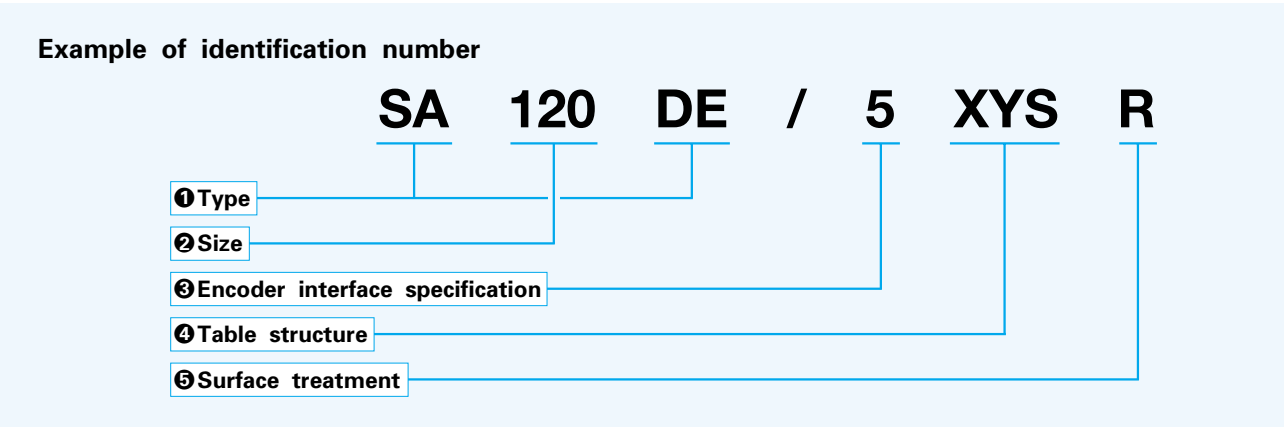 Example of identification number
SA 120 DE / 5 XYS R
❶Type
❷Size
❸Encoder interface specification
❹Table structure
❺Surface treatment